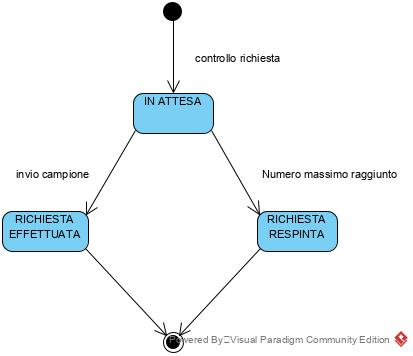 controllo richiesta
IN ATTESA
invio campione
Numero massimo raggiunto
RICHIESTA
EFFETTUATA
RICHIESTA
RESPINTA
Powered By Visual Paradigm Community Edition